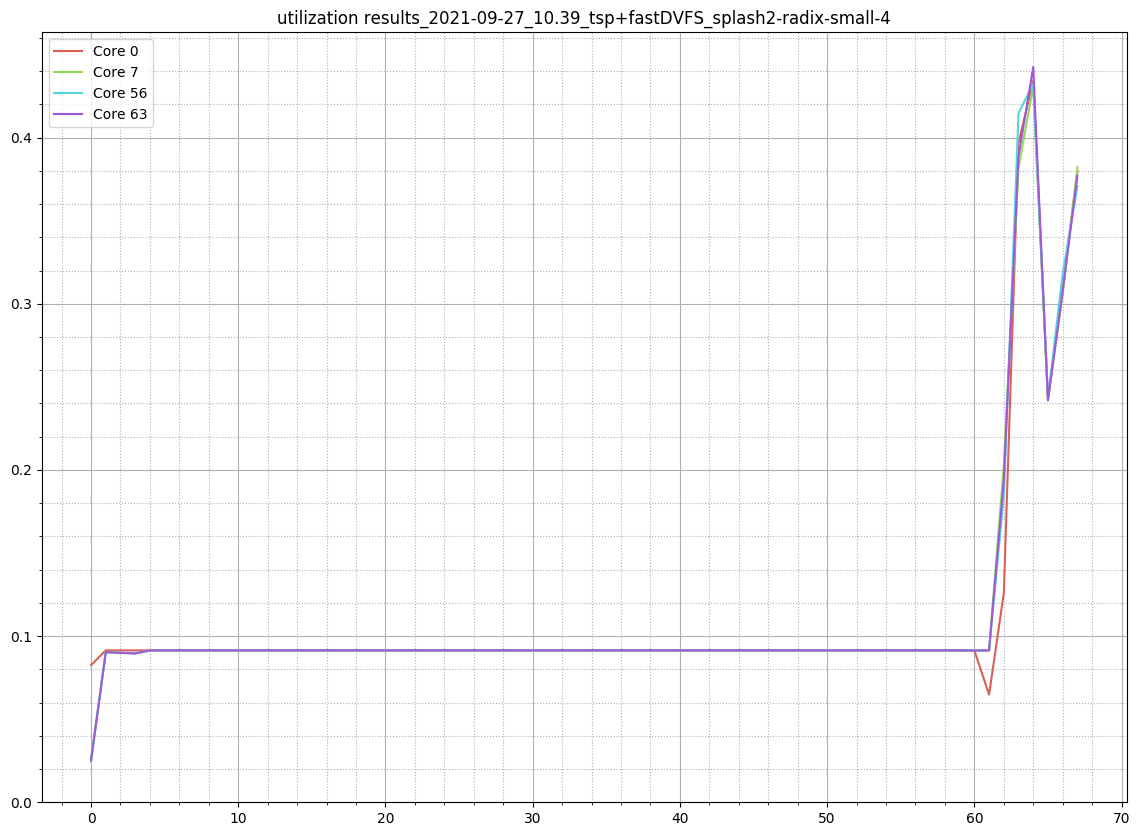 utilization results_2021-09-27_10.39_tsp+fastDVFS_splash2-radix-small-4
Core 0
Core 7
Core 56
Core 63
0.4
0.3
0.2
0.1
0.0
0 10 20 30 40 50 60 70